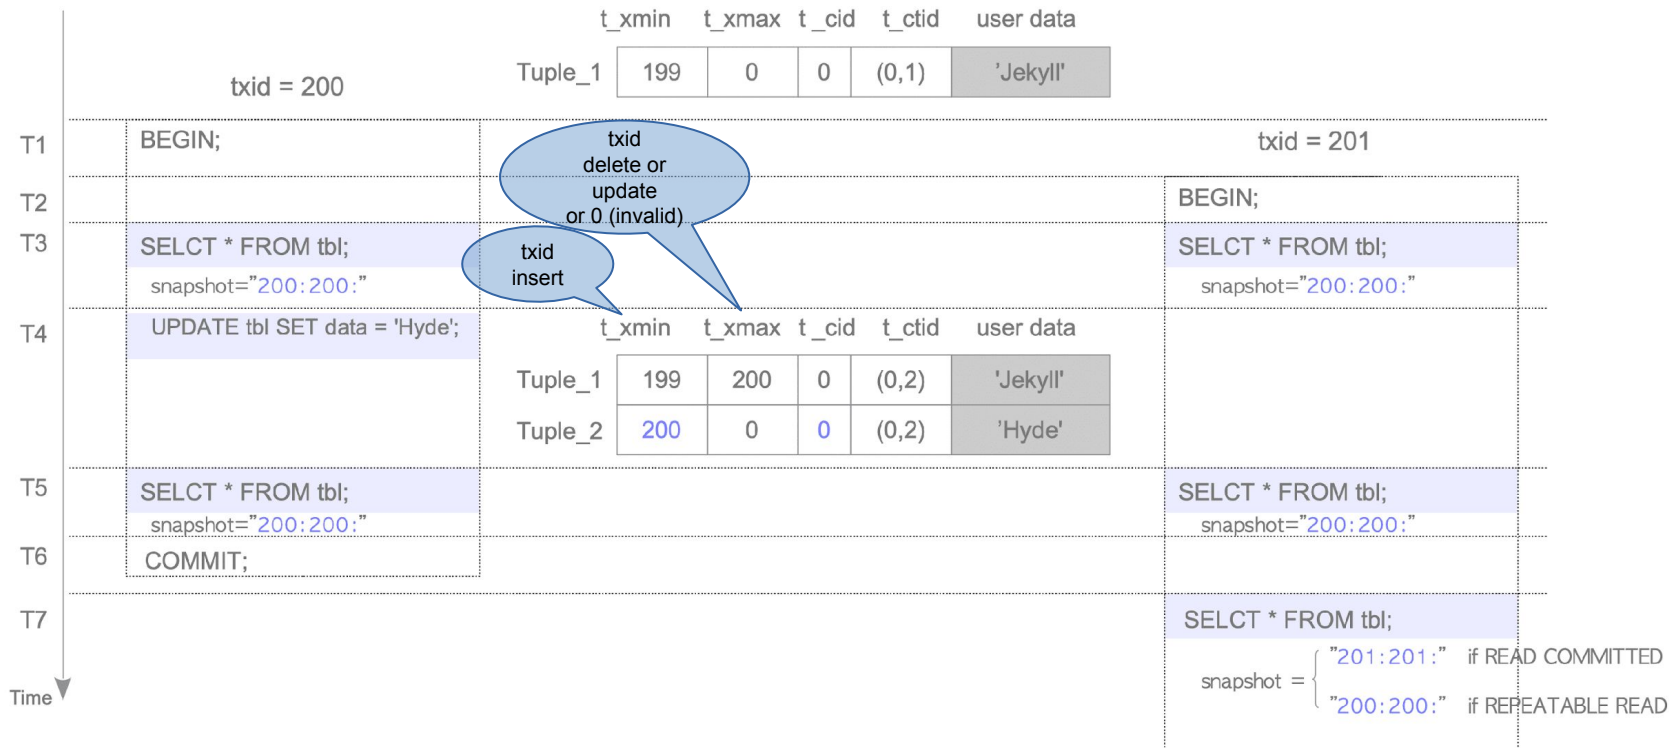 t_xmin t_xmax t _cid t_ctid user data
Tuple_1 199 0 0 (0,1) 'Jekyll'
txid = 200
T1 BEGIN; txid = 201
txid
delete or
update
or 0 (invalid)
T2 BEGIN;
T3 SELCT * FROM tbl; SELCT * FROM tbl;
txid
insert
snapshot="200:200:" snapshot="200:200:"
T4 UPDATE tbl SET data = 'Hyde'; t_xmin t_xmax t _cid t_ctid user data
Tuple_1 199 200 0 (0,2) 'Jekyll'
Tuple_2 200 0 0 (0,2) 'Hyde'
T5 SELCT * FROM tbl; SELCT * FROM tbl;
snapshot="200:200:" snapshot="200:200:"
T6 COMMIT;
T7 SELCT * FROM tbl;
"201:201:" if READ COMMITTED
snapshot =
"200:200:" if REPEATABLE READ
Time